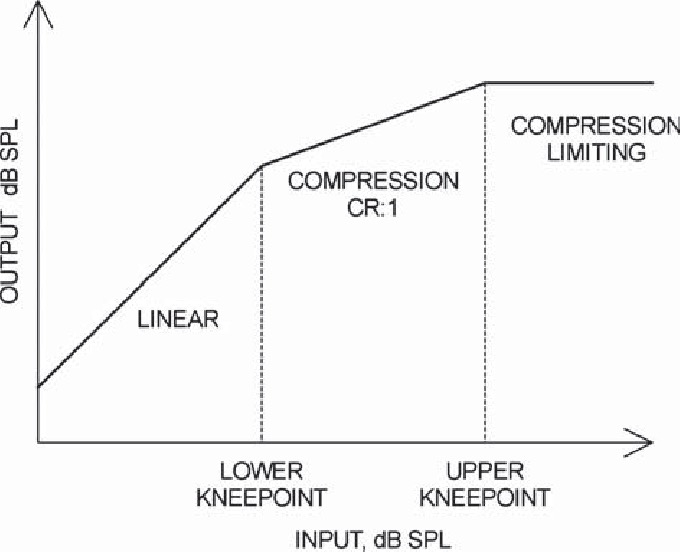 OUTPUT dB SPL
COMPRESSION
LIMITING
COMPRESSION
CR:1
LINEAR
LOWER
KNEEPOINT
UPPER
KNEEPOINT
INPUT, dB SPL